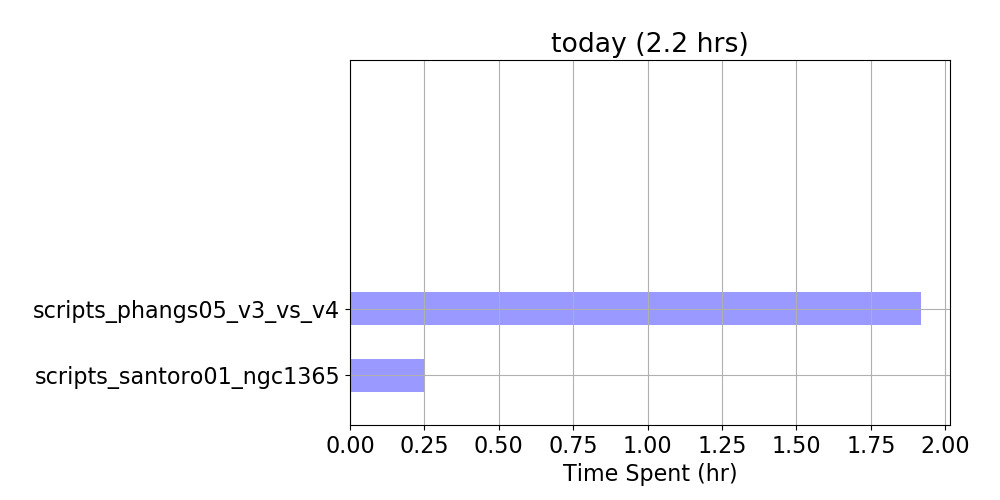 today (2.2 hrs)
scripts_phangs05_v3_vs_v4
scripts_santoro01_ngc1365
0.00 0.25 0.50 0.75 1.00 1.25 1.50 1.75 2.00
Time Spent (hr)